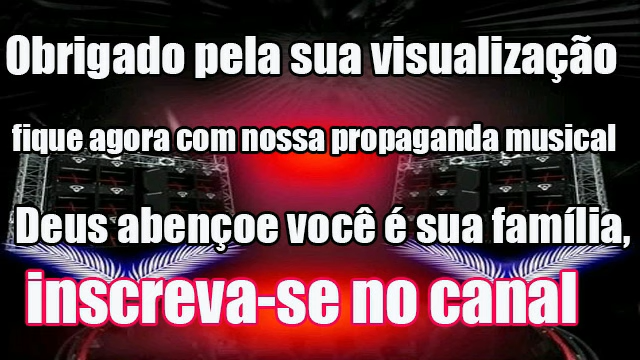 Obrigado pela sua visualização
fique agora com nossa propaganda musical
Deus abençoe você é sua família,
inscreva-se no canal